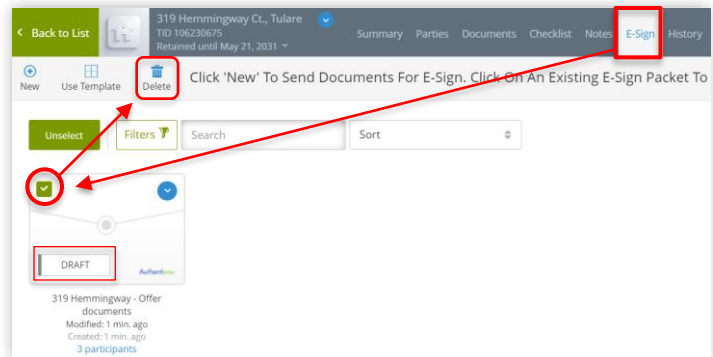 Back to List
319 Hemmingway Ct., Tulare
TID 106230675
Retained until May 21, 2031
Summary Parties Documents Checklist Notes E-Sign History
New Use Template Delete
Click 'New' To Send Documents For E-Sign. Click On An Existing E-Sign Packet To
Unselect Filters Search Sort
DRAFT
Authentisign
319 Hemmingway - Offer
documents
Modified: 1 min. ago
Created: 1 min. ago
3 participants